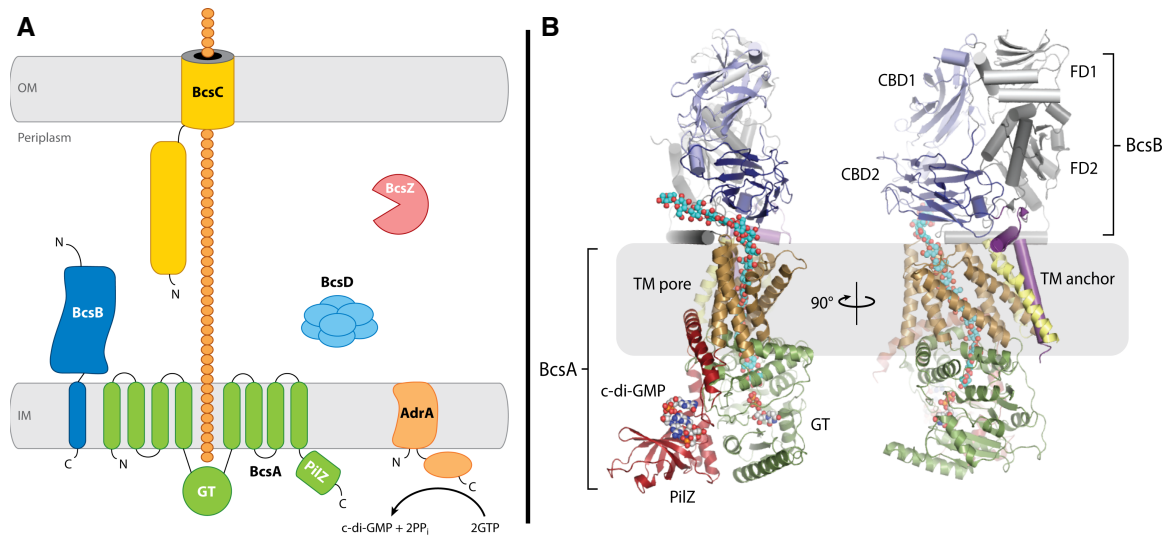 A
BcsC
OM
Periplasm
BcsZ
N
N
BcsD
BcsB
IM
AdrA
C
N
BcsA
PilZ
N
C
GT
C
c-di-GMP + 2PPi
2GTP
B
CBD1
FD1
BcsB
CBD2
FD2
TM pore
TM anchor
90°
BcsA
c-di-GMP
GT
PilZ